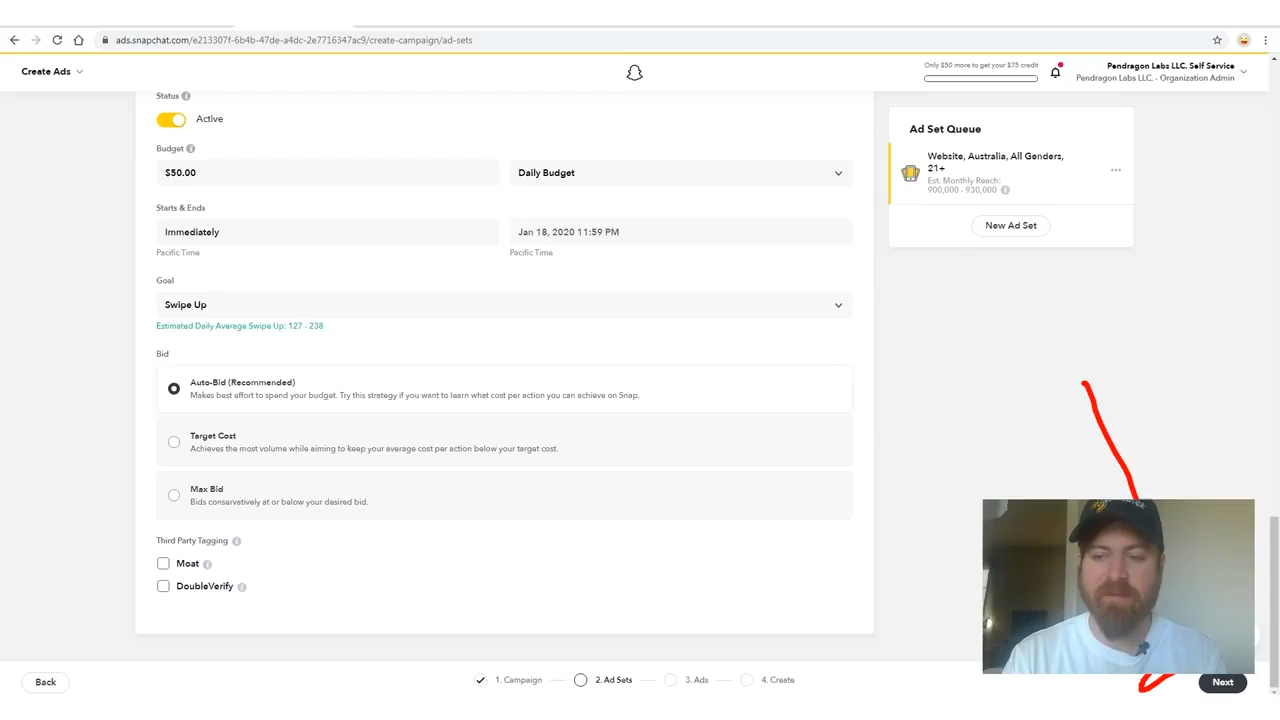 ads.snapchat.com/e213307f-6b4b-47de-a4dc-2e7716347ac9/create-campaign/ad-sets
Create Ads
Only $50 more to get your $75 credit
Pendragon Labs LLC. Self Service
Pendragon Labs LLC. - Organization Admin
Status
Active
Budget
$50.00
Daily Budget
Starts & Ends
Immediately
Jan 18, 2020 11:59 PM
Pacific Time
Pacific Time
Goal
Swipe Up
Estimated Daily Average Swipe Up: 127 - 238
Bid
Auto-Bid (Recommended)
Makes best effort to spend your budget. Try this strategy if you want to learn what cost per action you can achieve on Snap.
Target Cost
Achieves the most volume while aiming to keep your average cost per action below your target cost.
Max Bid
Bids conservatively at or below your desired bid.
Third Party Tagging
Moat
DoubleVerify
Ad Set Queue
Website, Australia, All Genders,
21+
Est. Monthly Reach:
900,000 - 930,000
New Ad Set
Back
1. Campaign
2. Ad Sets
3. Ads
4. Create
Next